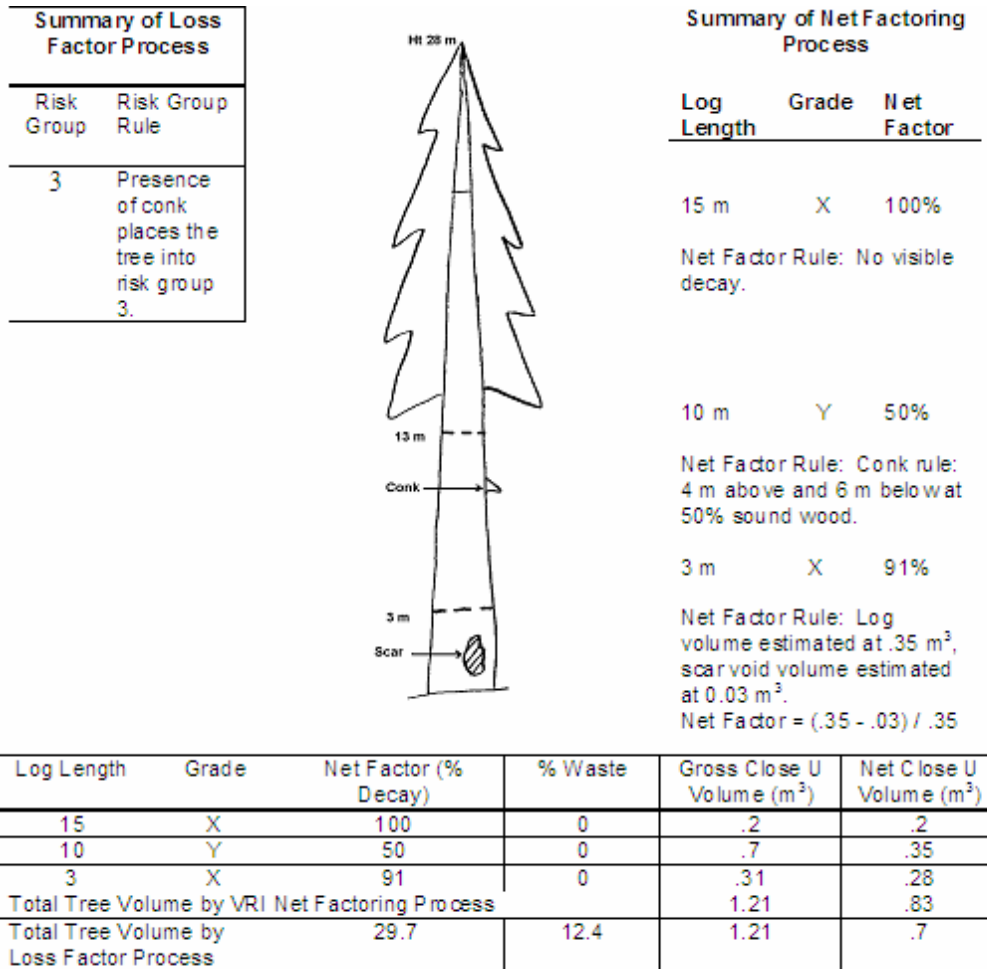 Summary of Loss
Factor Process
Risk
Group
Risk Group
Rule
3
Presence
of conk
places the
tree into
risk group
3.
Ht 28 m
13 m
Conk
3 m
Scar
Summary of Net Factoring
Process
Log
Length
Grade
Net
Factor
15 m X 100%
Net Factor Rule: No visible
decay.
10 m Y 50%
Net Factor Rule: Conk rule:
4 m above and 6 m below at
50% sound wood.
3 m X 91%
Net Factor Rule: Log
volume estimated at .35 m³,
scar void volume estimated
at 0.03 m³.
Net Factor = (.35 - .03) / .35
Log Length
Grade
Net Factor (%
Decay)
% Waste
Gross Close U
Volume (m³)
Net Close U
Volume (m³)
15 X 100 0 .2 .2
10 Y 50 0 .7 .35
3 X 91 0 .31 .28
Total Tree Volume by VRI Net Factoring Process 1.21 .83
Total Tree Volume by
Loss Factor Process
29.7 12.4 1.21 .7